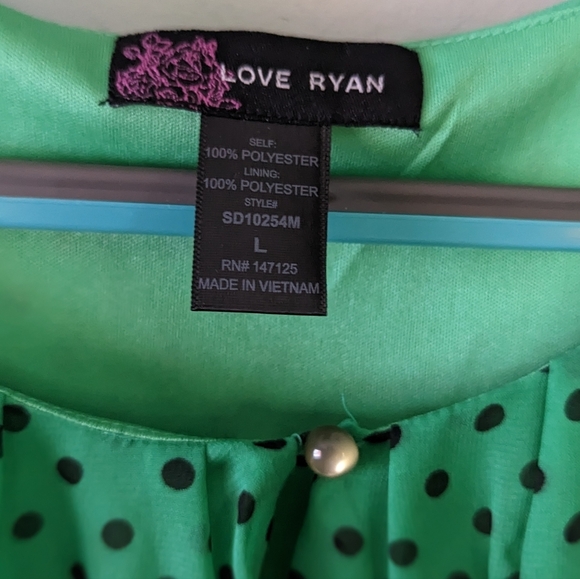 LOVE RYAN
SELF:
100% POLYESTER
LINING:
100% POLYESTER
STYLE#
SD10254M
L
RN# 147125
MADE IN VIETNAM